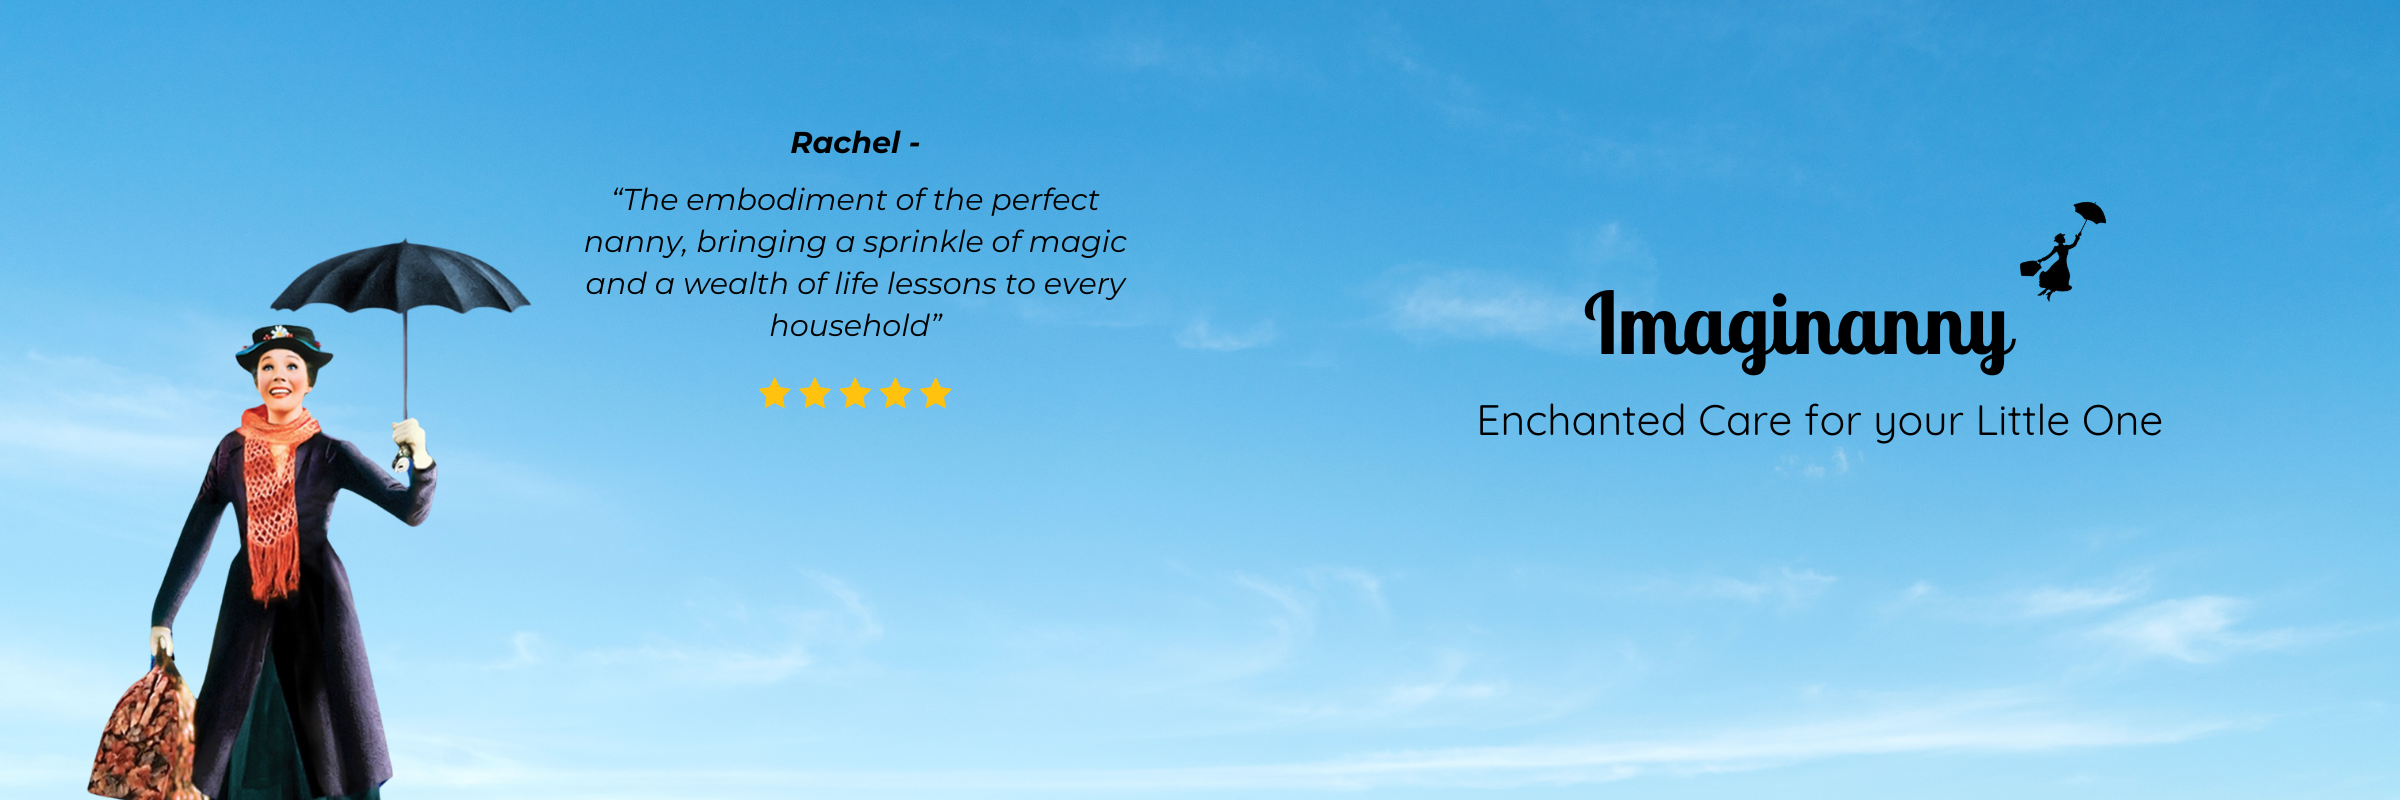 Rachel -
“The embodiment of the perfect
nanny, bringing a sprinkle of magic
and a wealth of life lessons to every
household”
Imaginanny
Enchanted Care for your Little One